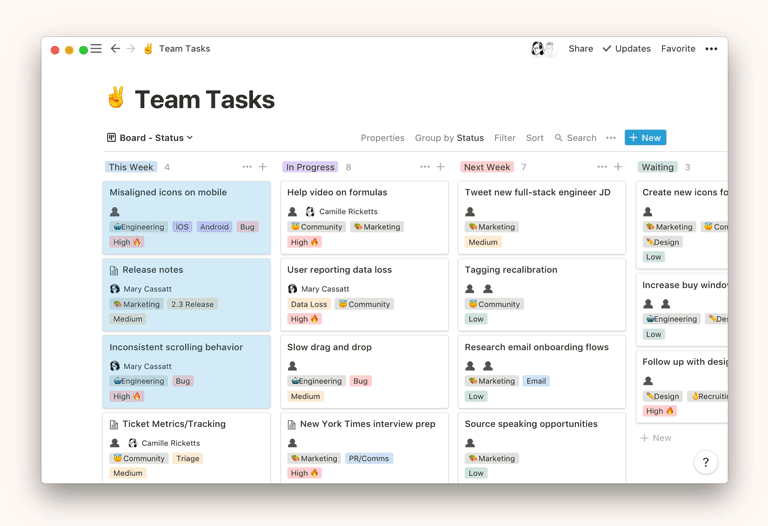 Team Tasks
Share
Updates
Favorite
Team Tasks
Board - Status
Properties
Group by Status
Filter
Sort
Search
New
This Week 4
Misaligned icons on mobile
Engineering iOS Android Bug
High
Release notes
Mary Cassatt
Marketing 2.3 Release
Medium
Inconsistent scrolling behavior
Mary Cassatt
Engineering Bug
High
Ticket Metrics/Tracking
Camille Ricketts
Community Triage
Medium
In Progress 8
Help video on formulas
Camille Ricketts
Community Marketing
High
User reporting data loss
Mary Cassatt
Data Loss Community
High
Slow drag and drop
Engineering Bug
Medium
New York Times interview prep
Marketing PR/Comms
High
Next Week 7
Tweet new full-stack engineer JD
Marketing
Medium
Tagging recalibration
Community
Low
Research email onboarding flows
Marketing Email
Low
Source speaking opportunities
Marketing
Low
Waiting 3
Create new icons fo
Marketing Con
Design
Low
Increase buy window
Engineering Des
Low
Follow up with desig
Design Recruitin
High
New
?